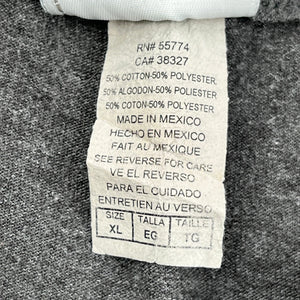 RN# 55774
CA# 38327
50% COTTON-50% POLYESTER
50% ALGODON-50% POLIESTER
50% COTON-50% POLYESTER
MADE IN MEXICO
HECHO EN MEXICO
FAIT AU MEXIQUE
SEE REVERSE FOR CARE
VE EL REVERSO
PARA EL CUIDADO
ENTRETIEN AU VERSO
SIZE TALLA TAILLE
XL EG TG